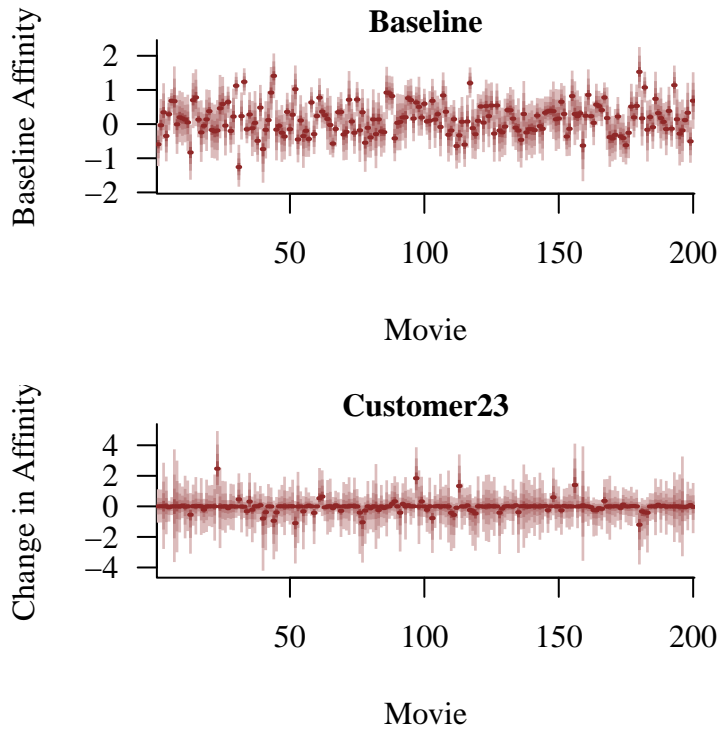 Baseline
Baseline Affinity
2
1
0
−1
−2
50 100 150 200
Movie
Customer23
Change in Affinity
4
2
0
−2
−4
50 100 150 200
Movie